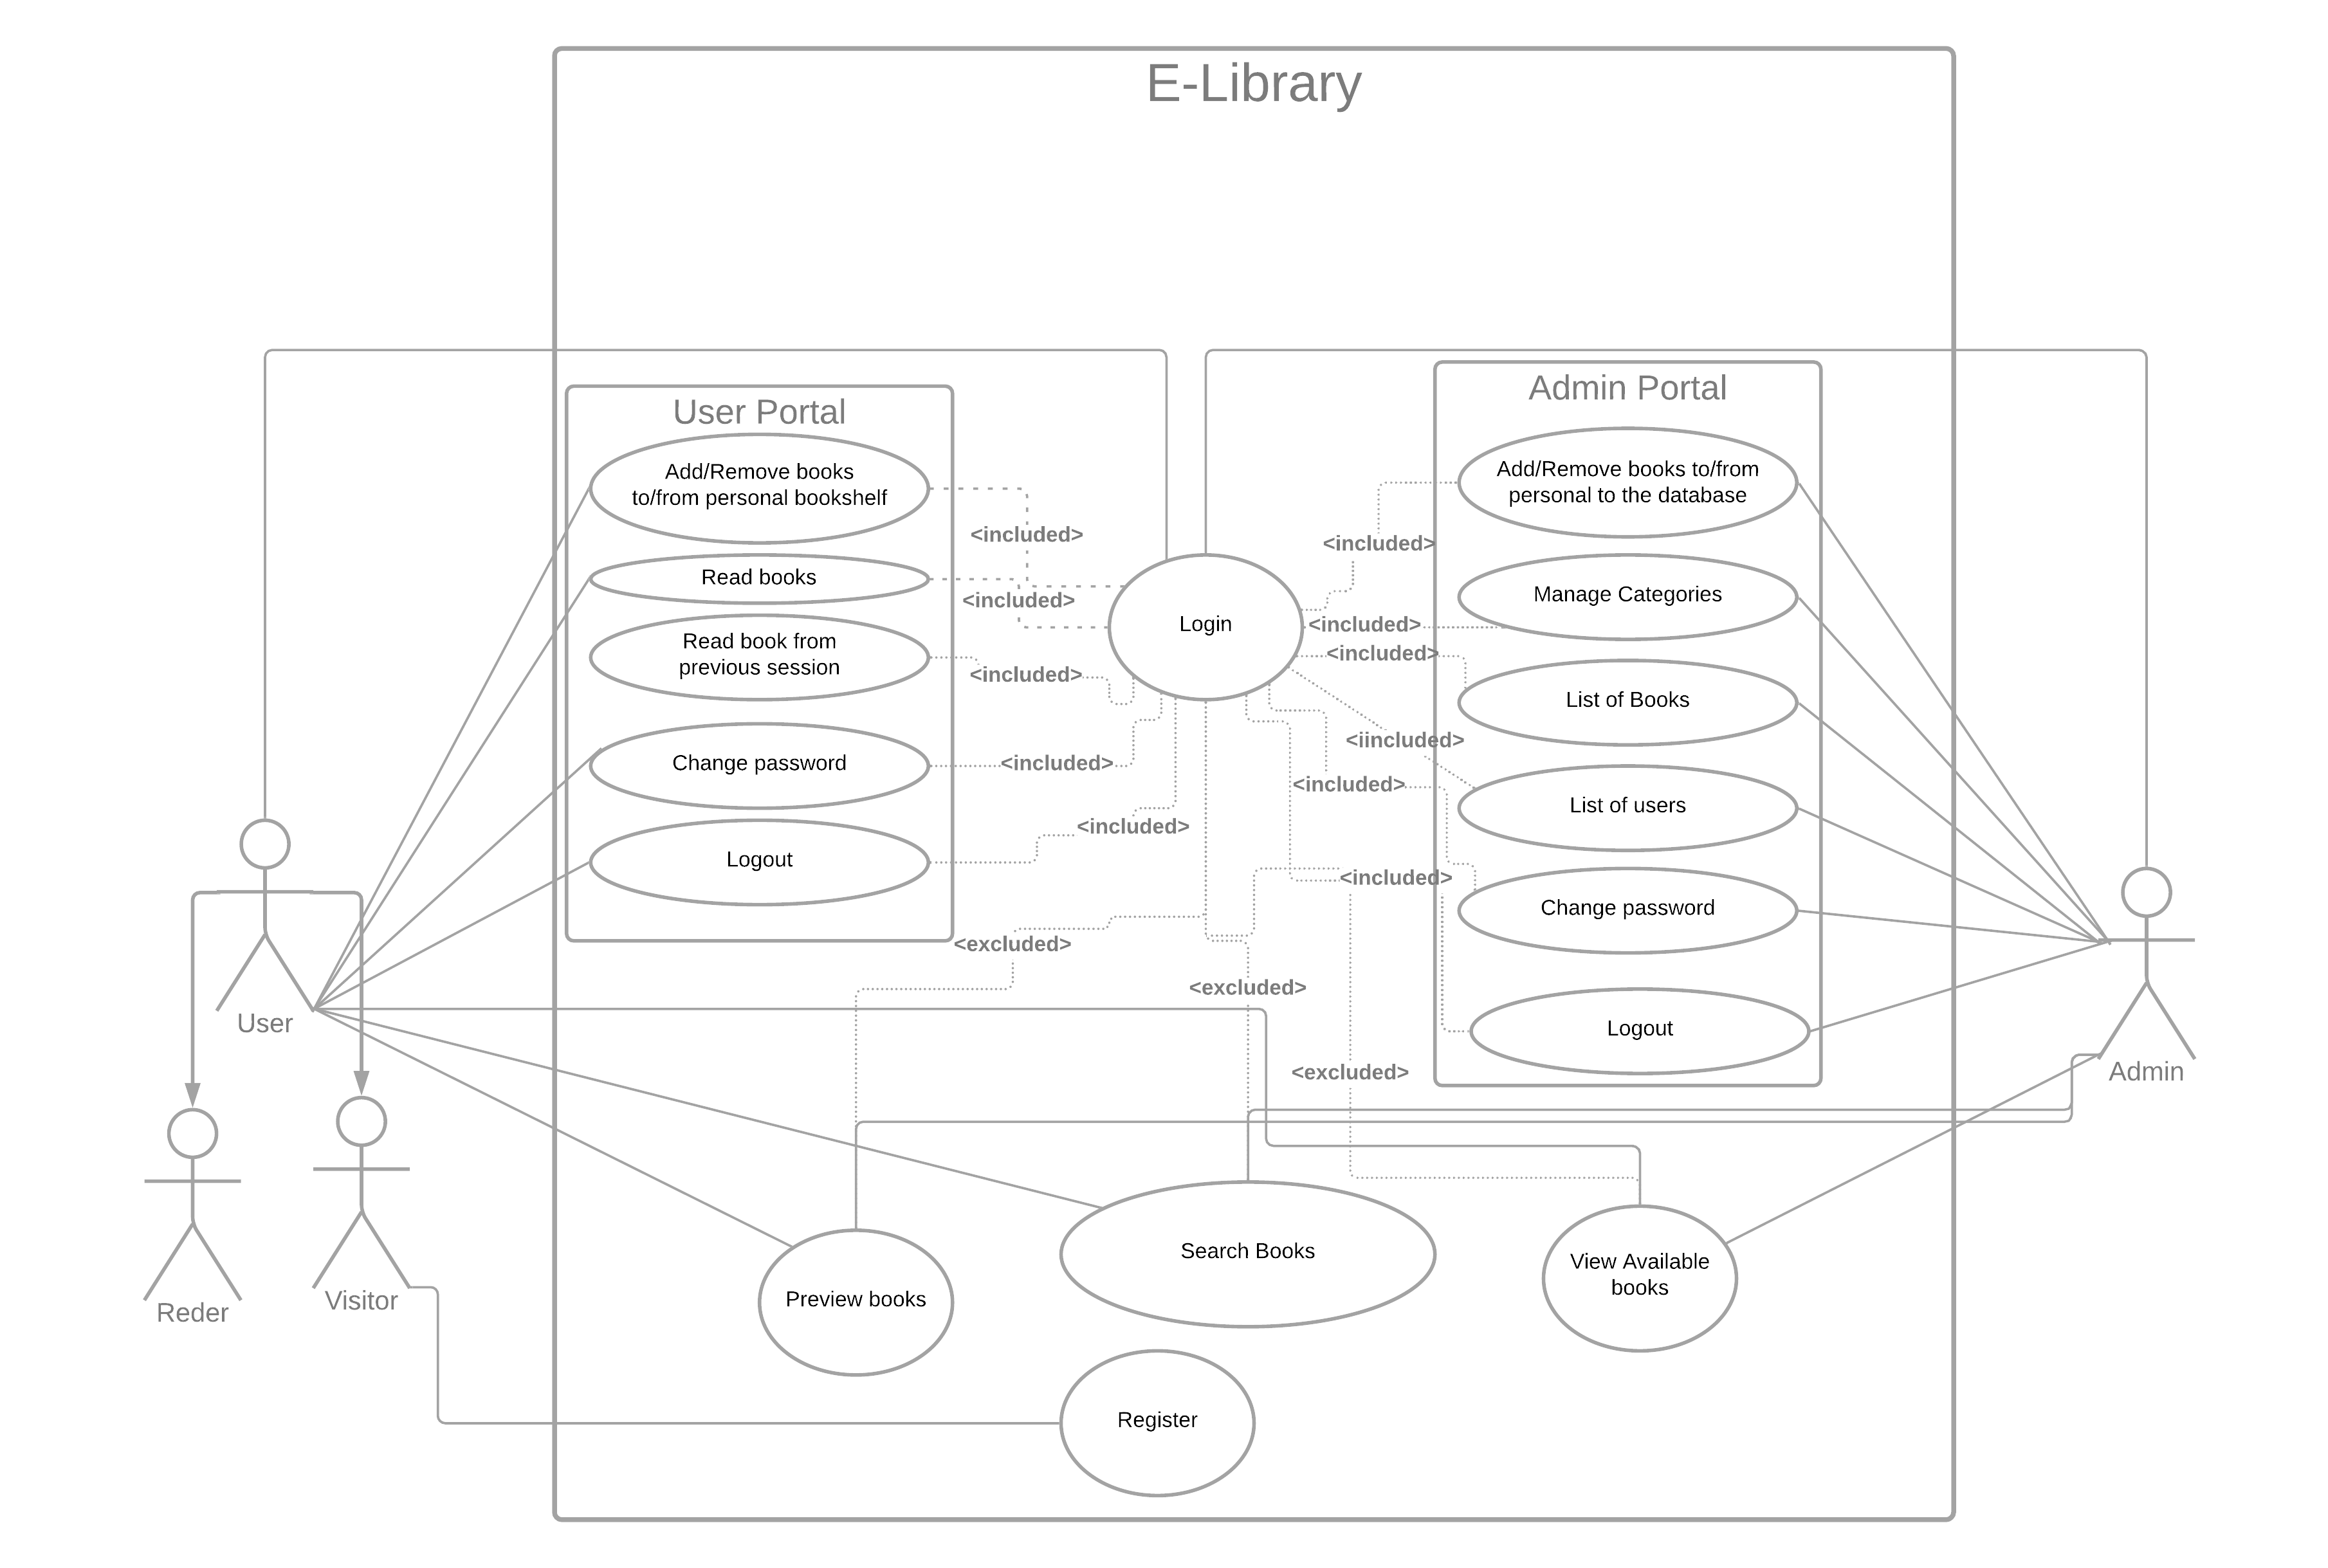 E-Library
User Portal
Admin Portal
Add/Remove books
to/from personal bookshelf
Read books
Read book from
previous session
Change password
Logout
<included>
<included>
<included>
<included>
<included>
Login
<included>
<included>
<included>
<iincluded>
<included>
<included>
Add/Remove books to/from
personal to the database
Manage Categories
List of Books
List of users
Change password
Logout
<excluded>
<excluded>
<excluded>
User
Admin
Reder
Visitor
Preview books
Search Books
View Available
books
Register